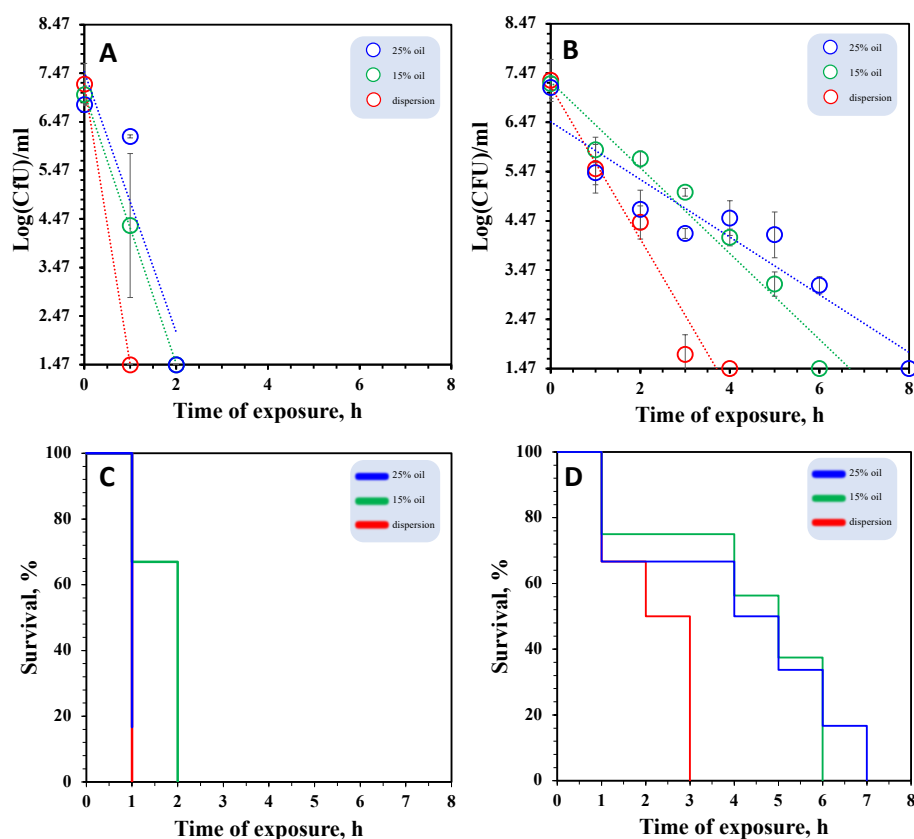 A
Log(CfU)/ml
8.47
7.47
6.47
5.47
4.47
3.47
2.47
1.47
25% oil
15% oil
dispersion
0 2 4 6 8
Time of exposure, h
B
Log(CFU)/ml
8.47
7.47
6.47
5.47
4.47
3.47
2.47
1.47
25% oil
15% oil
dispersion
0 2 4 6 8
Time of exposure, h
C
Survival, %
100
80
60
40
20
0
25% oil
15% oil
dispersion
0 1 2 3 4 5 6 7 8
Time of exposure, h
D
Survival, %
100
80
60
40
20
0
25% oil
15% oil
dispersion
0 1 2 3 4 5 6 7 8
Time of exposure, h